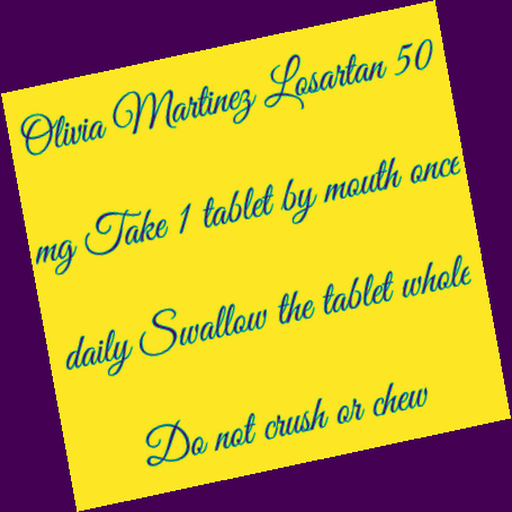 Olivia Martinez Losartan 50
mg Take 1 tablet by mouth once
daily Swallow the tablet whole
Do not crush or chew